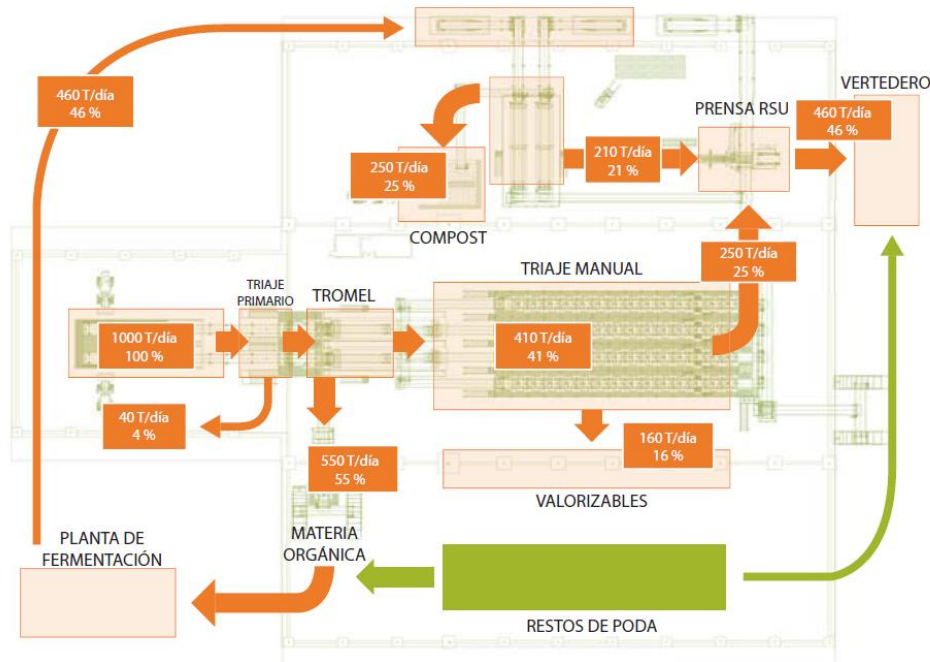 460 T/día
46 %
VERTEDERO
PRENSA RSU
460 T/día
46 %
210 T/día
21 %
250 T/día
25 %
COMPOST
250 T/día
25 %
TRIAJE MANUAL
TRIAJE
PRIMARIO
TROMEL
1000 T/día
100 %
410 T/día
41 %
40 T/día
4 %
160 T/día
16 %
550 T/día
55 %
VALORIZABLES
PLANTA DE
FERMENTACIÓN
MATERIA
ORGÁNICA
RESTOS DE PODA